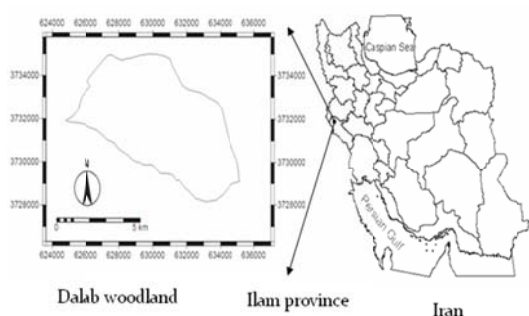 624000 626000 628000 630000 632000 634000 636000
3734000
3732000
3730000
3728000
3734000
3732000
3730000
3728000
N
0 5 km
624000 626000 628000 630000 632000 634000 636000
Caspian Sea
Persian Gulf
Dalab woodland
Ilam province
Iran